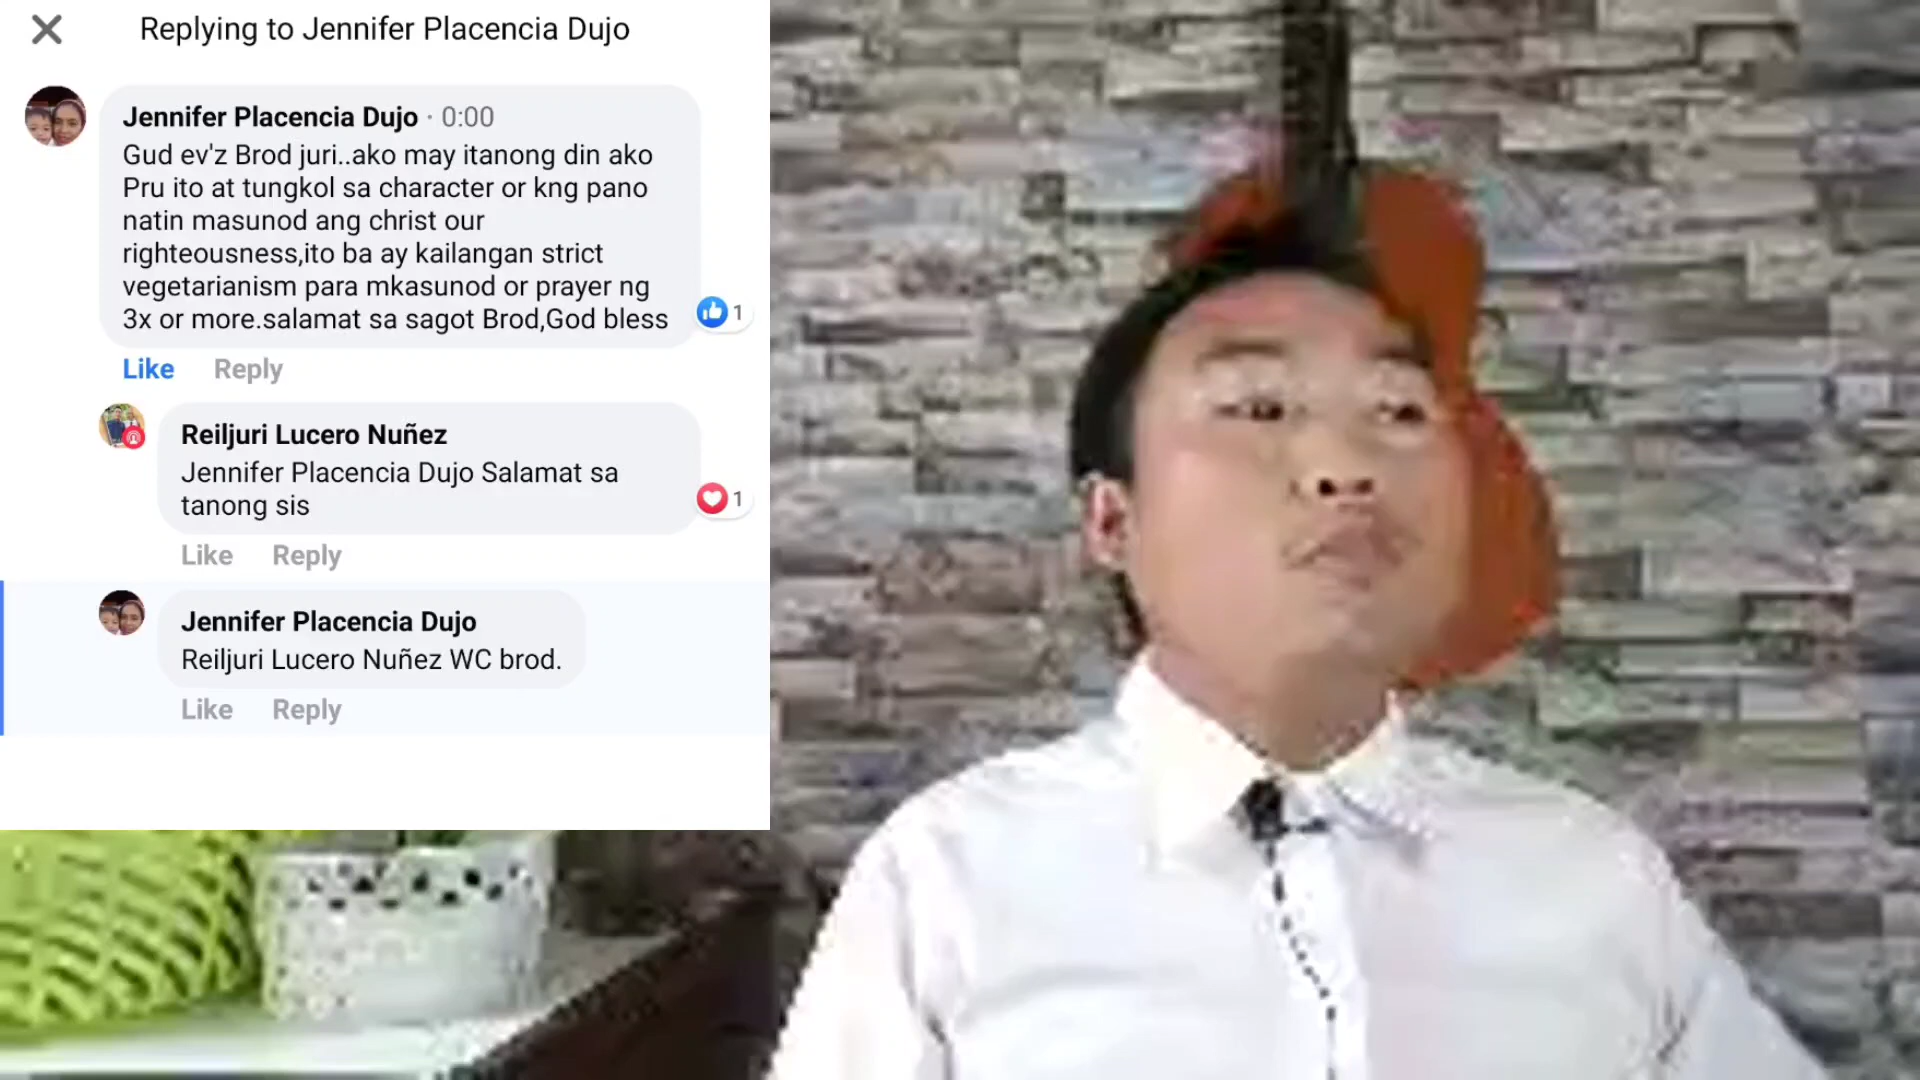 Replying to Jennifer Placencia Dujo
Jennifer Placencia Dujo · 0:00
Gud ev'z Brod juri..ako may itanong din ako
Pru ito at tungkol sa character or kng pano
natin masunod ang christ our
righteousness,ito ba ay kailangan strict
vegetarianism para mkasunod or prayer ng
3x or more.salamat sa sagot Brod,God bless
1
Like Reply
Reiljuri Lucero Nuñez
Jennifer Placencia Dujo Salamat sa
tanong sis
1
Like Reply
Jennifer Placencia Dujo
Reiljuri Lucero Nuñez WC brod.
Like Reply